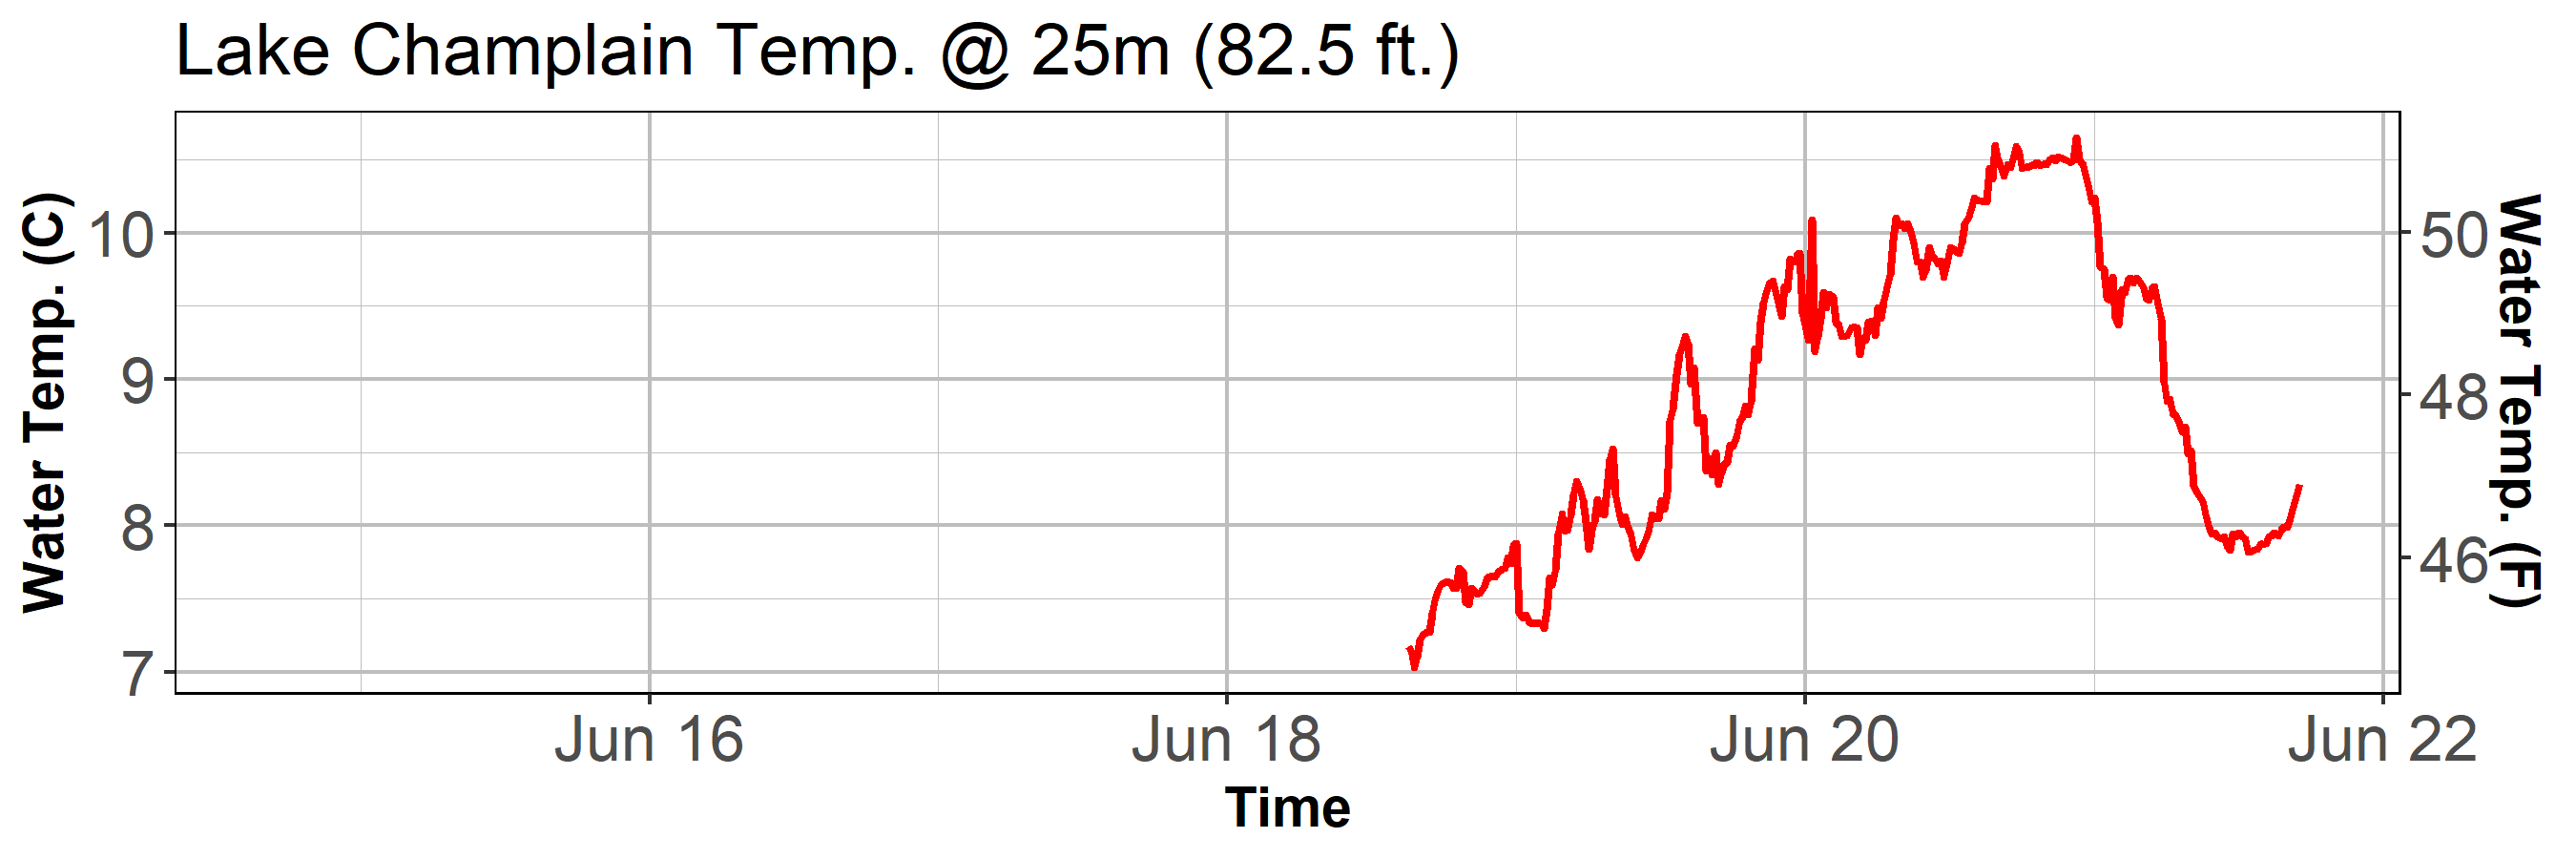 Lake Champlain Temp. @ 25m (82.5 ft.)
Water Temp. (C)
10
9
8
7
50
48
46
Water Temp. (F)
Jun 16
Jun 18
Jun 20
Jun 22
Time